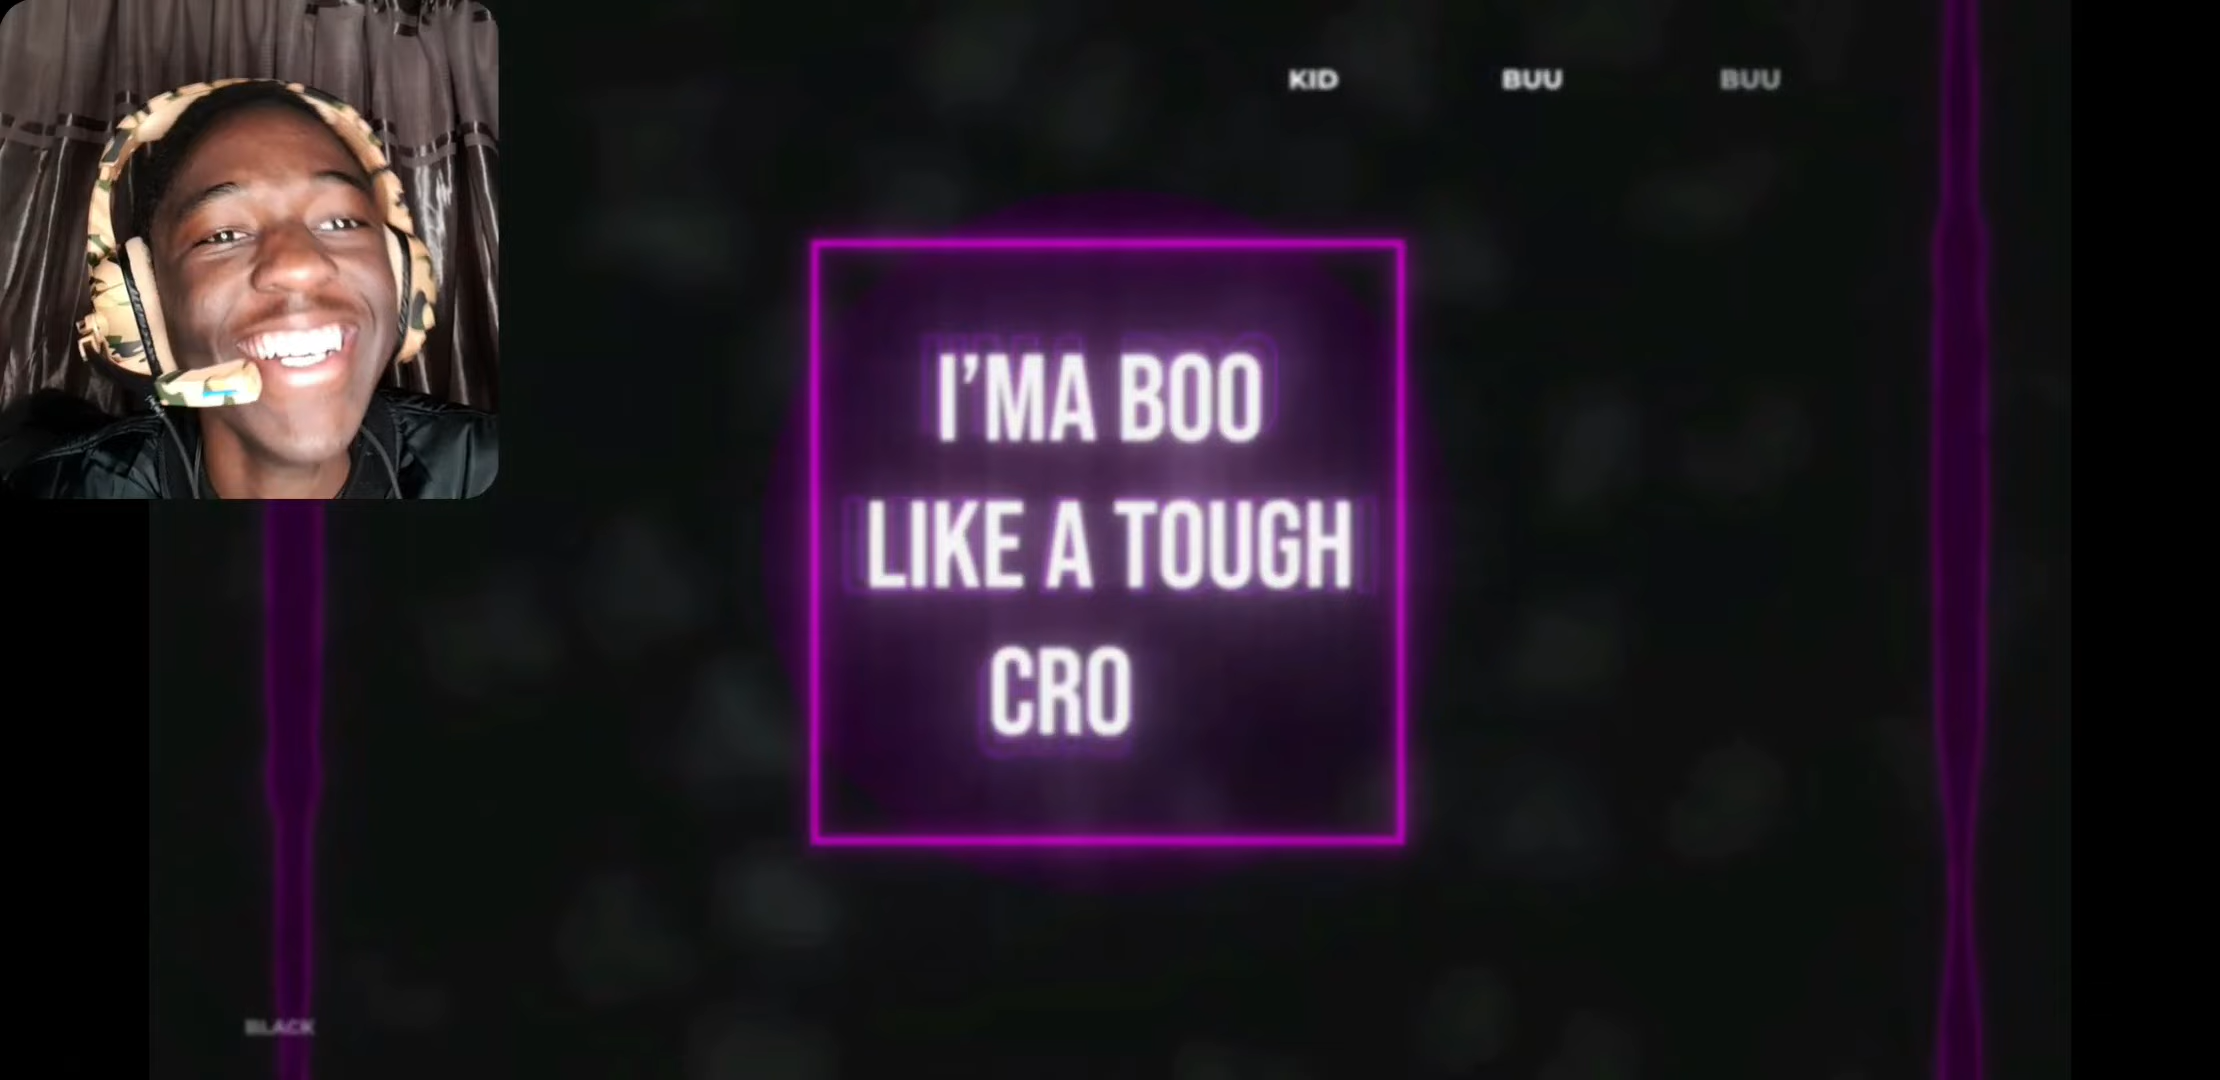 KID BUU BUU
I'MA BOO
LIKE A TOUGH
CRO
BLACK